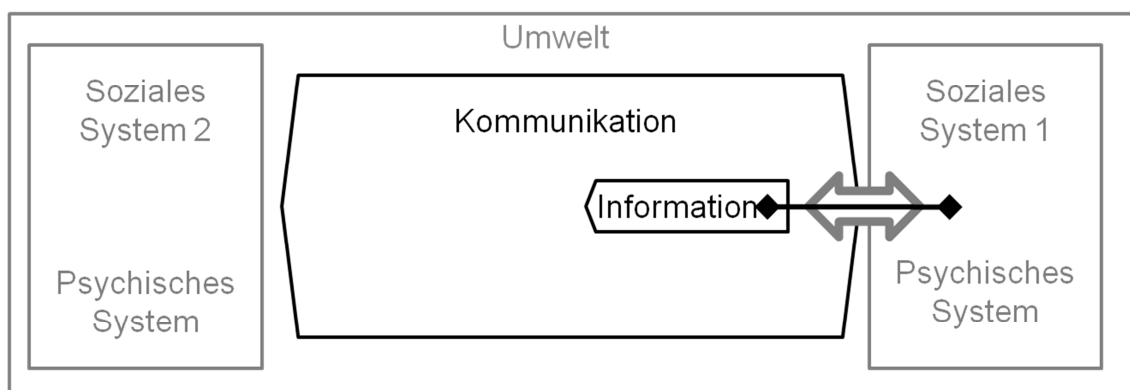 Umwelt
Soziales
System 2
Psychisches
System
Kommunikation
Information
Soziales
System 1
Psychisches
System